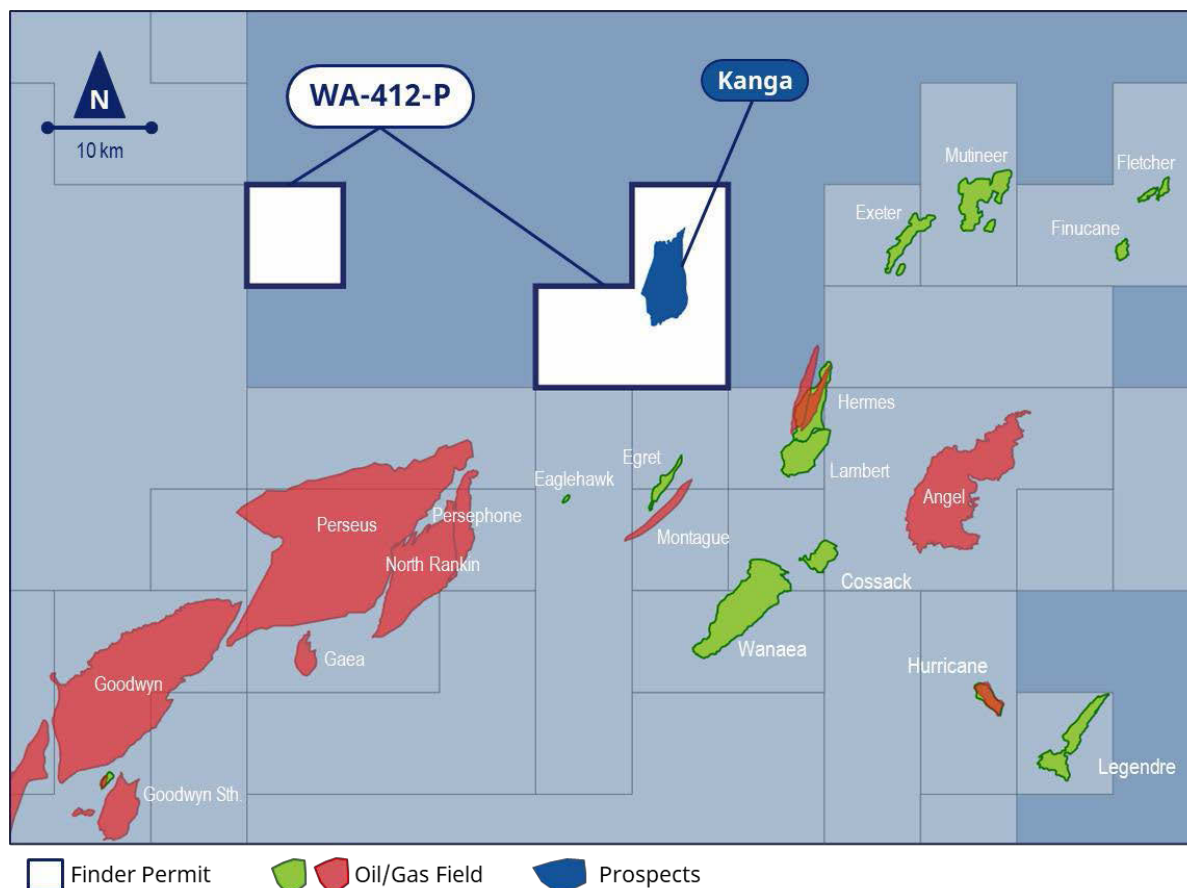 N
10 km
WA-412-P
Kanga
Mutineer
Fletcher
Exeter
Finucane
Hermes
Lambert
Egret
Eaglehawk
Montague
Angel
Perseus
Persephone
North Rankin
Cossack
Wanaea
Gaea
Goodwyn
Hurricane
Legendre
Goodwyn Sth.
Finder Permit
Oil/Gas Field
Prospects